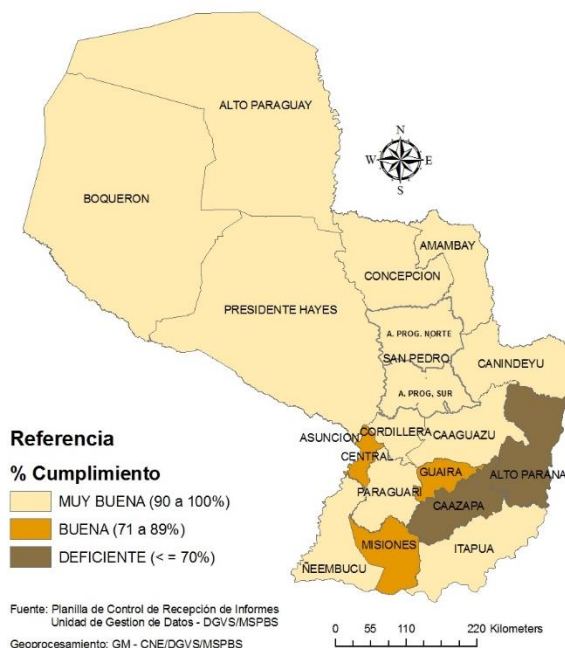 ALTO PARAGUAY
N
W E
S
BOQUERON
AMAMBAY
CONCEPCION
PRESIDENTE HAYES
A. PROG. NORTE
SAN PEDRO
CANINDEYU
A. PROG, SUR
CORDILLERA
ASUNCION
CAAGUAZU
CENTRAL
GUAIRA
ALTO PARANA
PARAGUARI
CAAZAPA
MISIONES
ITAPUA
ÑEEMBUCU
Referencia
% Cumplimiento
MUY BUENA (90 a 100%)
BUENA (71 a 89%)
DEFICIENTE (< = 70%)
Fuente: Planilla de Control de Recepción de Informes
Unidad de Gestion de Datos - DGVS/MSPBS
Geoprocesamiento: GM - CNE/DGVS/MSPBS
0 55 110 220 Kilometers